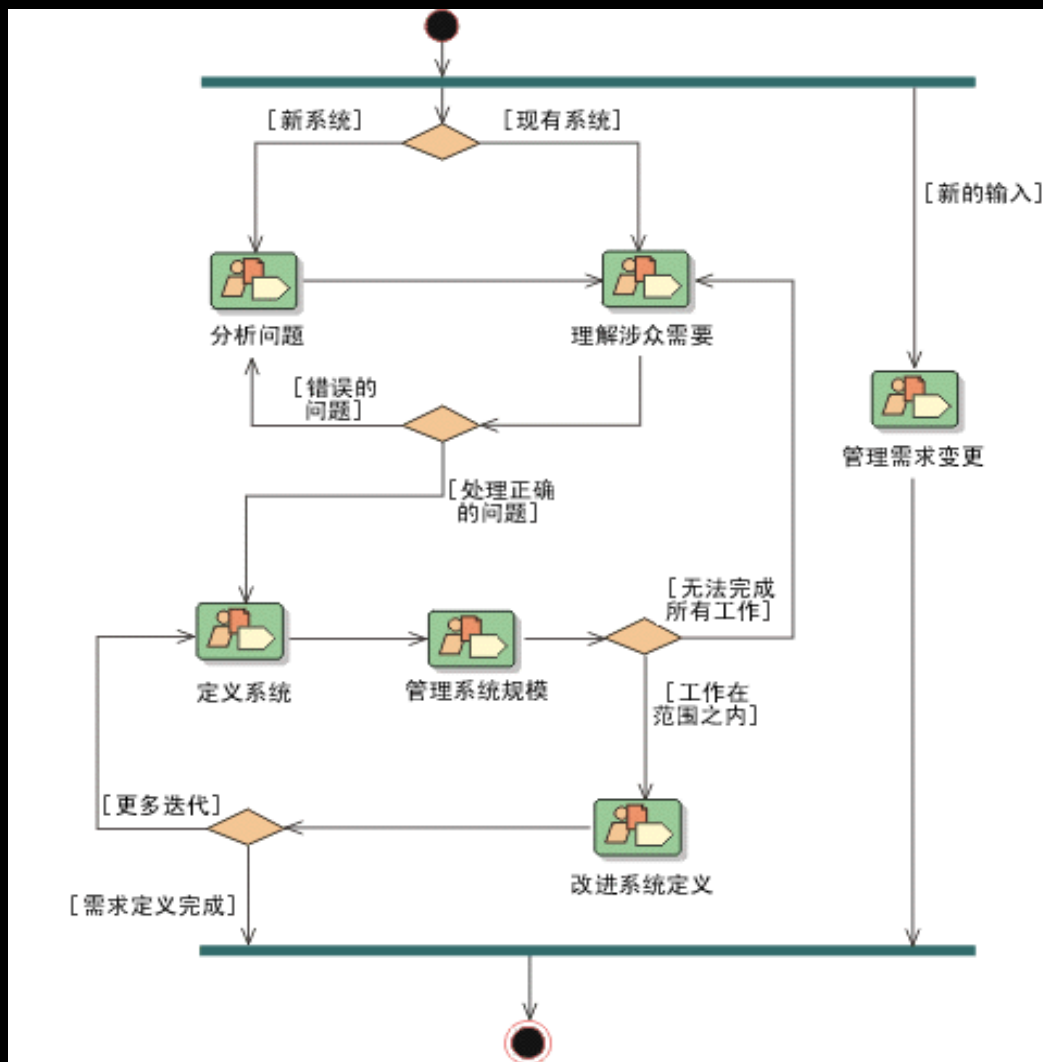 [新系统]
[现有系统]
[新的输入]
分析问题
理解涉众需要
[错误的
问题]
管理需求变更
[处理正确
的问题]
[无法完成
所有工作]
定义系统
管理系统规模
[工作在
范围之内]
[更多迭代]
改进系统定义
[需求定义完成]